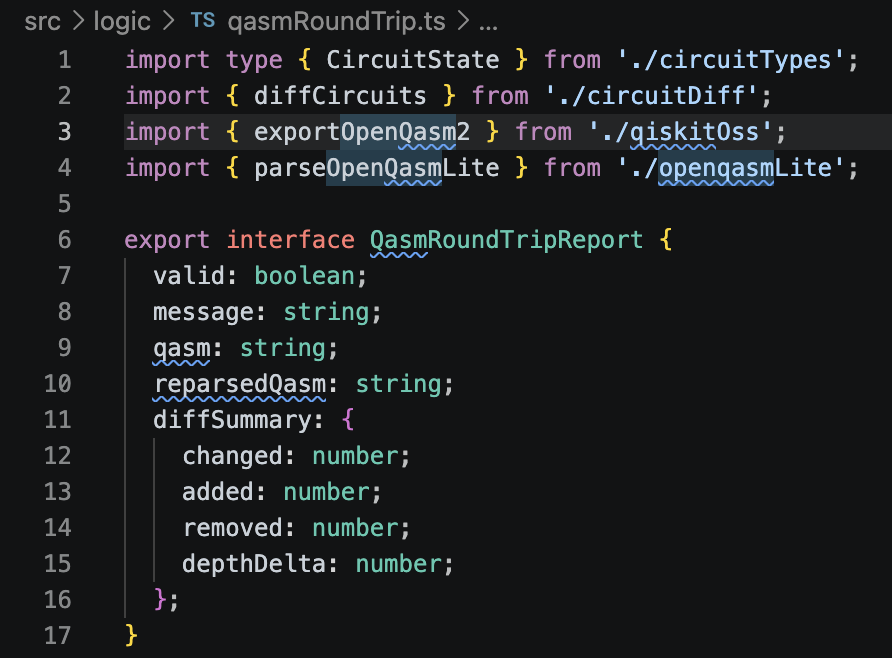 src > logic > TS qasmRoundTrip.ts > ...
1 import type { CircuitState } from './circuitTypes';
2 import { diffCircuits } from './circuitDiff';
3 import { exportOpenQasm2 } from './qiskitOss';
4 import { parseOpenQasmLite } from './openqasmLite';
5
6 export interface QasmRoundTripReport {
7   valid: boolean;
8   message: string;
9   qasm: string;
10   reparsedQasm: string;
11   diffSummary: {
12     changed: number;
13     added: number;
14     removed: number;
15     depthDelta: number;
16   };
17 }